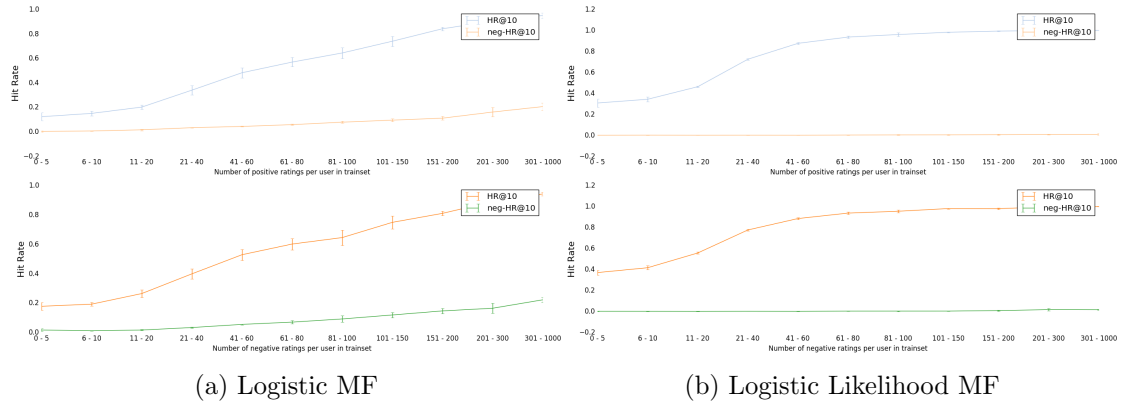 1.0
HR@10
neg-HR@10
0.8
0.6
Hit Rate
0.4
0.2
0.0
−0.2
0 - 5 6 - 10 11 - 20 21 - 40 41 - 60 61 - 80 81 - 100 101 - 150 151 - 200 201 - 300 301 - 1000
Number of positive ratings per user in trainset
1.0
HR@10
neg-HR@10
0.8
0.6
Hit Rate
0.4
0.2
0.0
0 - 5 6 - 10 11 - 20 21 - 40 41 - 60 61 - 80 81 - 100 101 - 150 151 - 200 201 - 300 301 - 1000
Number of negative ratings per user in trainset
(a) Logistic MF
1.2
HR@10
neg-HR@10
1.0
0.8
0.6
Hit Rate
0.4
0.2
0.0
−0.2
0 - 5 6 - 10 11 - 20 21 - 40 41 - 60 61 - 80 81 - 100 101 - 150 151 - 200 201 - 300 301 - 1000
Number of positive ratings per user in trainset
1.2
HR@10
neg-HR@10
1.0
0.8
0.6
Hit Rate
0.4
0.2
0.0
−0.2
0 - 5 6 - 10 11 - 20 21 - 40 41 - 60 61 - 80 81 - 100 101 - 150 151 - 200 201 - 300 301 - 1000
Number of negative ratings per user in trainset
(b) Logistic Likelihood MF